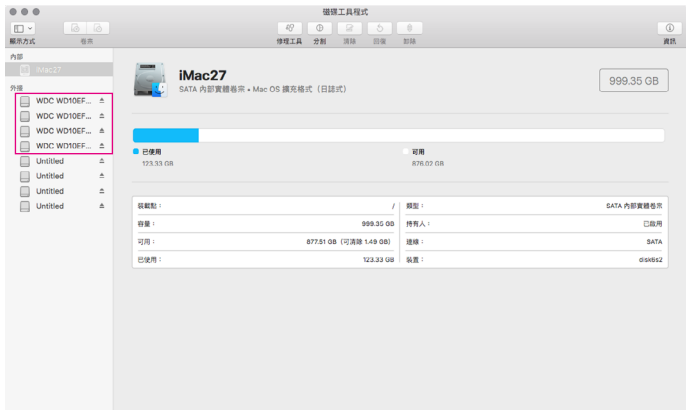 磁碟工具程式
顯示方式 卷宗 修理工具 分割 清除 回復 卸除 資訊
內部
iMac27
外接
WDC WD10EF...
WDC WD10EF...
WDC WD10EF...
WDC WD10EF...
Untitled
Untitled
Untitled
Untitled
iMac27
SATA 內部實體卷宗 • Mac OS 擴充格式（日誌式）
999.35 GB
已使用
123.33 GB
可用
876.02 GB
裝載點： /
類型： SATA 內部實體卷宗
容量： 999.35 GB
持有人： 已啟用
可用： 877.51 GB（可清除 1.49 GB）
連線： SATA
已使用： 123.33 GB
裝置： disk6s2